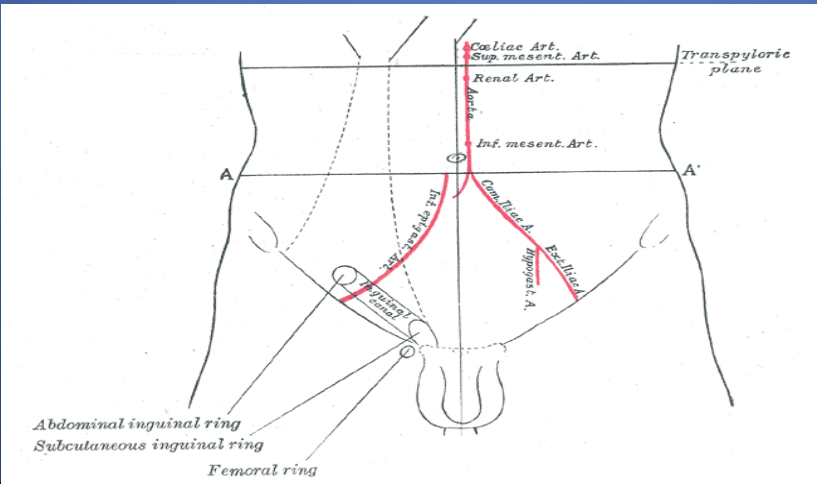 Cœliac Art.
Sup. mesent. Art.
Transpyloric
plane
Renal Art.
Aorta
Inf. mesent. Art.
A
A'
Inf. epigast. Art.
Com. Iliac A.
Ext. Iliac A.
Hypogast. A.
Inguinal
canal
Abdominal inguinal ring
Subcutaneous inguinal ring
Femoral ring